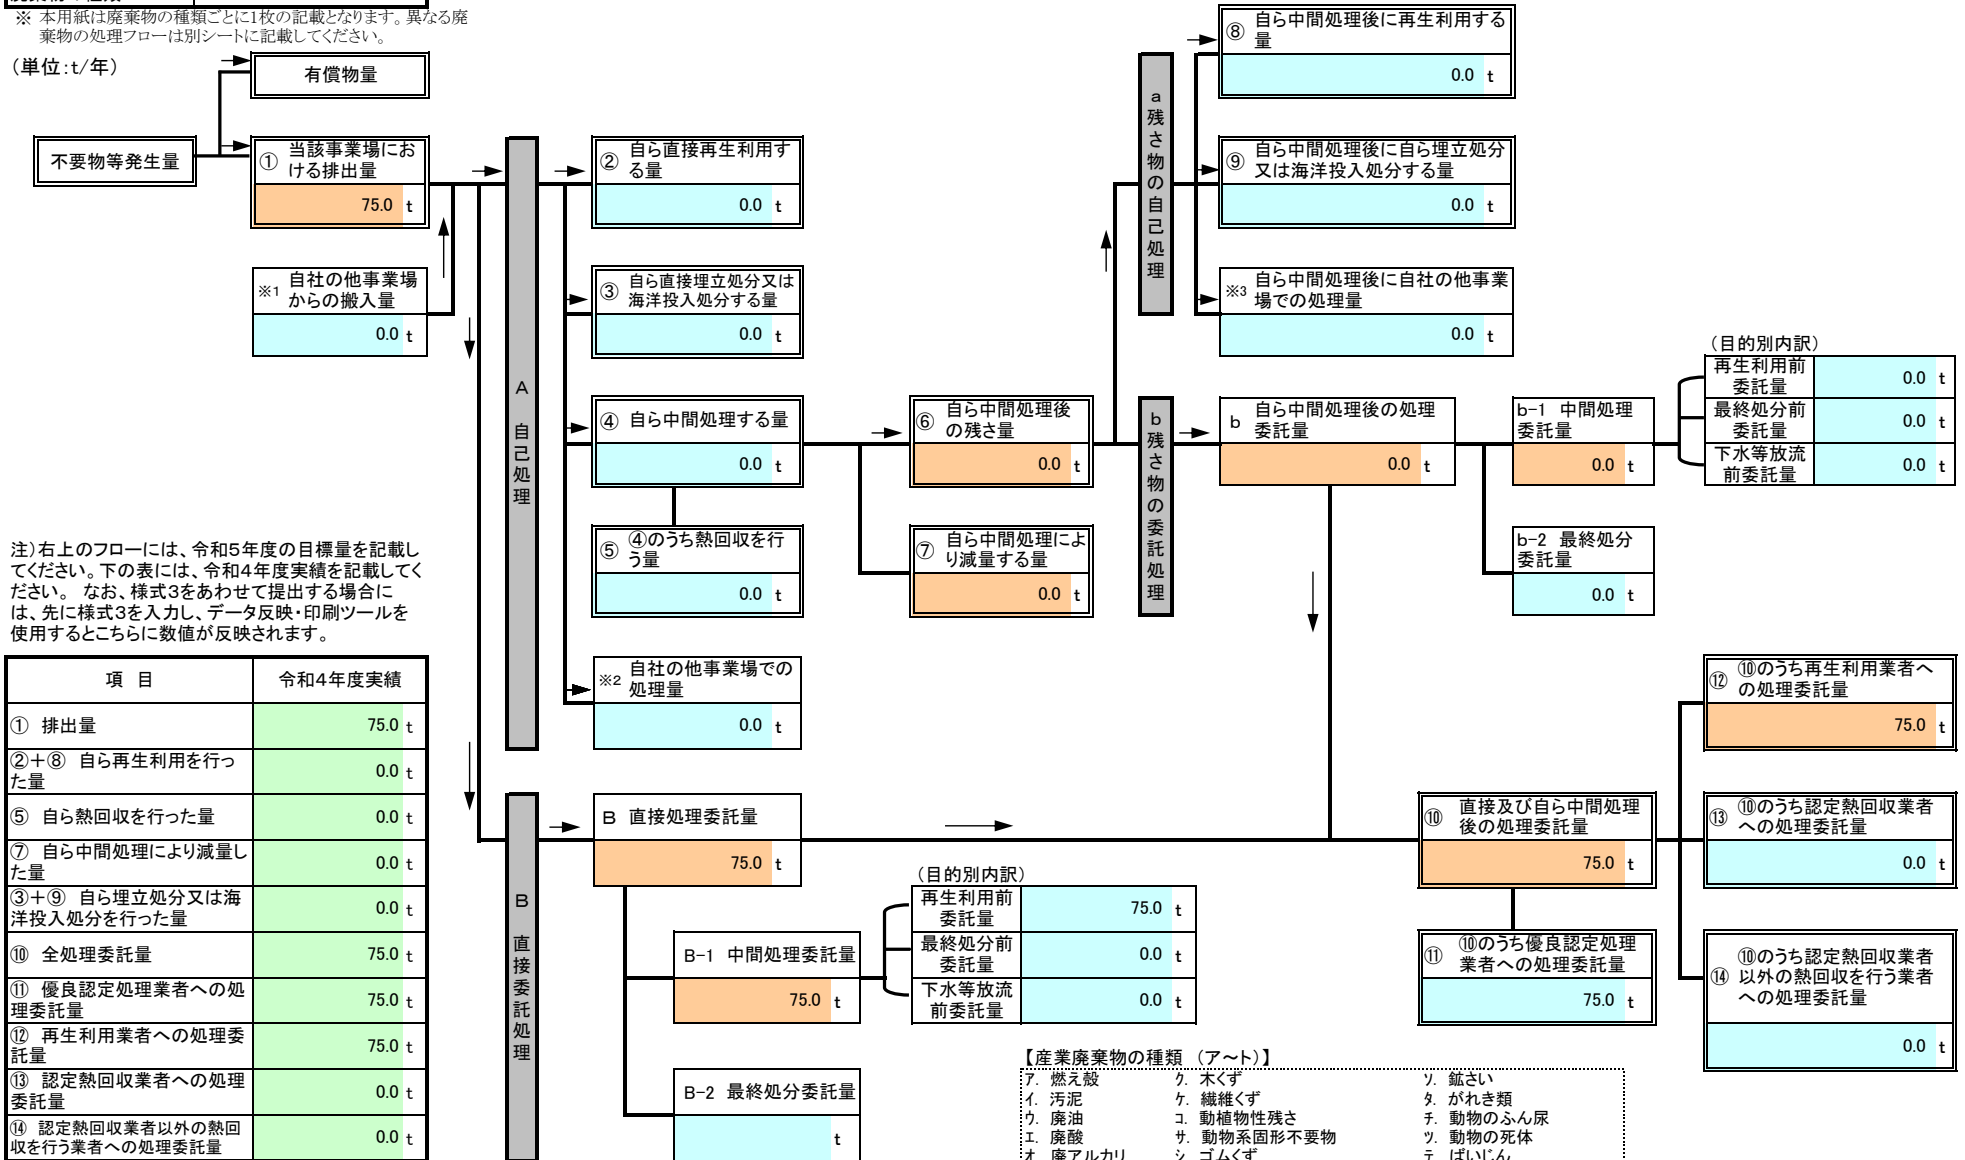 ※ 本用紙は廃棄物の種類ごとに1枚の記載となります。異なる廃
棄物の処理フローは別シートに記載してください。
（単位:t/年）
有償物量
不要物等発生量
① 当該事業場にお
ける排出量
75.0 t
※1 自社の他事業場
からの搬入量
0.0 t
A 自己処理
② 自ら直接再生利用す
る量
0.0 t
③ 自ら直接埋立処分又は
海洋投入処分する量
0.0 t
④ 自ら中間処理する量
0.0 t
⑤ ④のうち熱回収を行
う量
0.0 t
※2 自社の他事業場での
処理量
0.0 t
⑥ 自ら中間処理後
の残さ量
0.0 t
⑦ 自ら中間処理によ
り減量する量
0.0 t
a 残さ物の自己処理
⑧ 自ら中間処理後に再生利用する
量
0.0 t
⑨ 自ら中間処理後に自ら埋立処分
又は海洋投入処分する量
0.0 t
※3 自ら中間処理後に自社の他事業
場での処理量
0.0 t
b 残さ物の委託処理
b 自ら中間処理後の処理
委託量
0.0 t
b-1 中間処理
委託量
0.0 t
b-2 最終処分
委託量
0.0 t
（目的別内訳）
再生利用前
委託量
0.0 t
最終処分前
委託量
0.0 t
下水等放流
前委託量
0.0 t
注）右上のフローには、令和5年度の目標量を記載し
てください。下の表には、令和4年度実績を記載してく
ださい。 なお、様式3をあわせて提出する場合に
は、先に様式3を入力し、データ反映・印刷ツールを
使用するとこちらに数値が反映されます。
項 目 令和4年度実績
① 排出量 75.0 t
②＋⑧ 自ら再生利用を行っ
た量 0.0 t
⑤ 自ら熱回収を行った量 0.0 t
⑦ 自ら中間処理により減量し
た量 0.0 t
③＋⑨ 自ら埋立処分又は海
洋投入処分を行った量 0.0 t
⑩ 全処理委託量 75.0 t
⑪ 優良認定処理業者への処
理委託量 75.0 t
⑫ 再生利用業者への処理委
託量 75.0 t
⑬ 認定熱回収業者への処理
委託量 0.0 t
⑭ 認定熱回収業者以外の熱回
収を行う業者への処理委託量 0.0 t
B 直接委託処理
B 直接処理委託量
75.0 t
B-1 中間処理委託量
75.0 t
B-2 最終処分委託量
t
（目的別内訳）
再生利用前
委託量
75.0 t
最終処分前
委託量
0.0 t
下水等放流
前委託量
0.0 t
⑩ 直接及び自ら中間処理
後の処理委託量
75.0 t
⑪ ⑩のうち優良認定処理
業者への処理委託量
75.0 t
⑫ ⑩のうち再生利用業者へ
の処理委託量
75.0 t
⑬ ⑩のうち認定熱回収業者
への処理委託量
0.0 t
⑭ ⑩のうち認定熱回収業者
以外の熱回収を行う業者
への処理委託量
0.0 t
【産業廃棄物の種類 （ア〜ト）】
ア. 燃え殻 ク. 木くず ソ. 鉱さい
イ. 汚泥 ケ. 繊維くず タ. がれき類
ウ. 廃油 コ. 動植物性残さ チ. 動物のふん尿
エ. 廃酸 サ. 動物系固形不要物 ツ. 動物の死体
オ. 廃アルカリ シ. ゴムくず テ. ばいじん